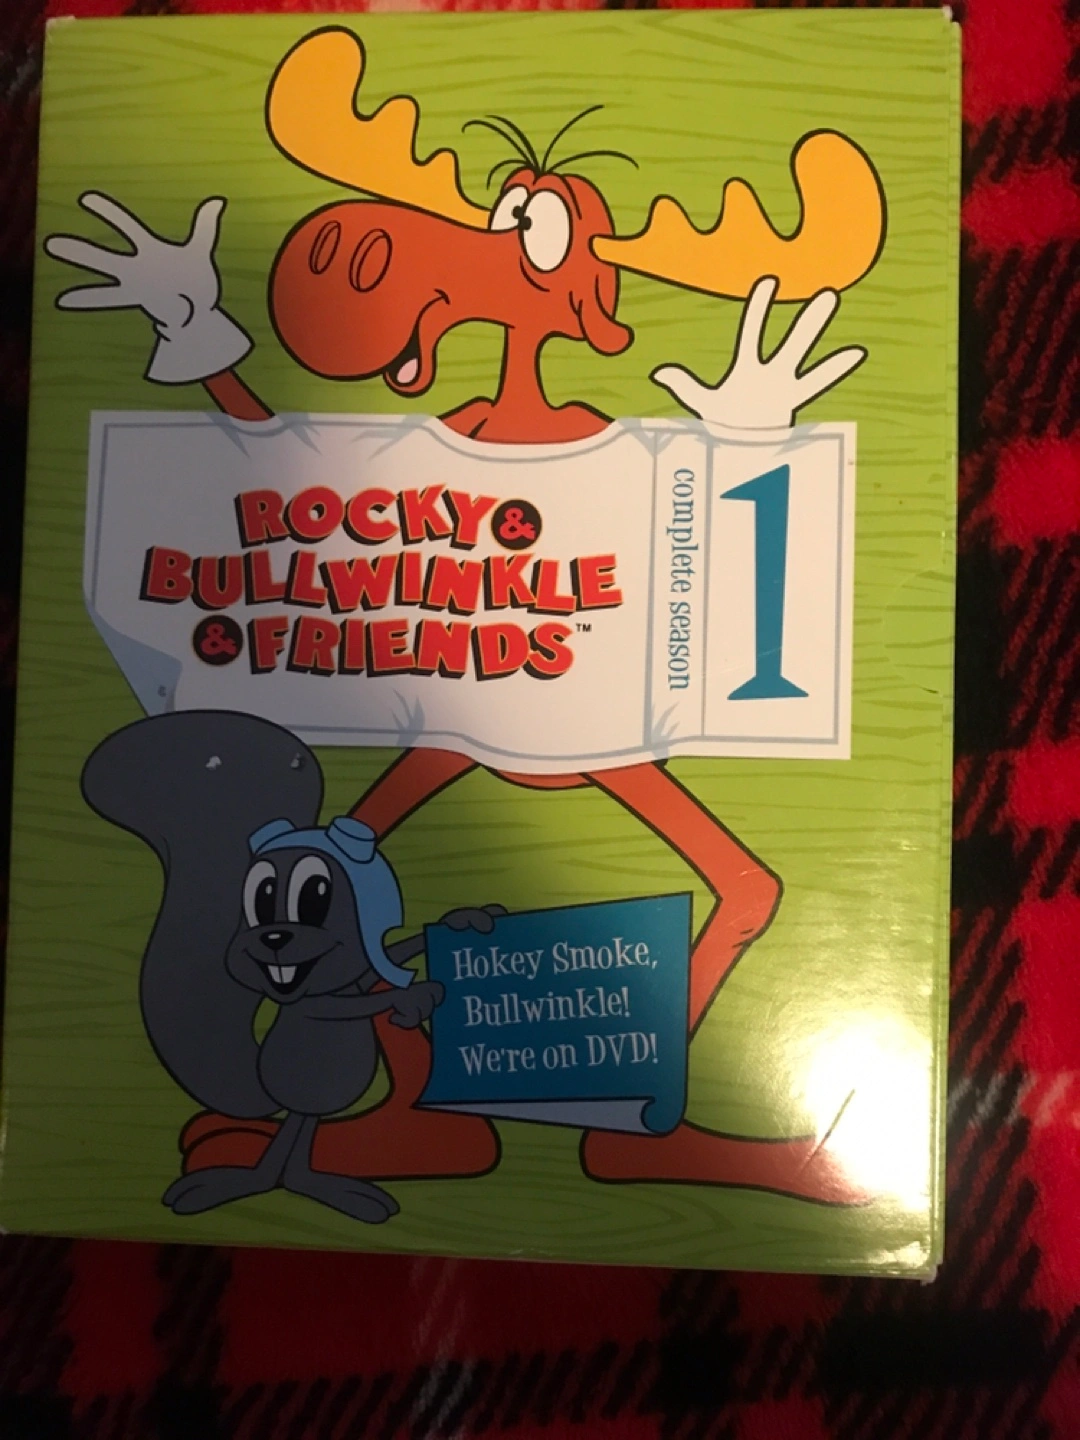 ROCKY &
BULLWINKLE
& FRIENDS™
complete season
1
Hokey Smoke,
Bullwinkle!
We're on DVD!